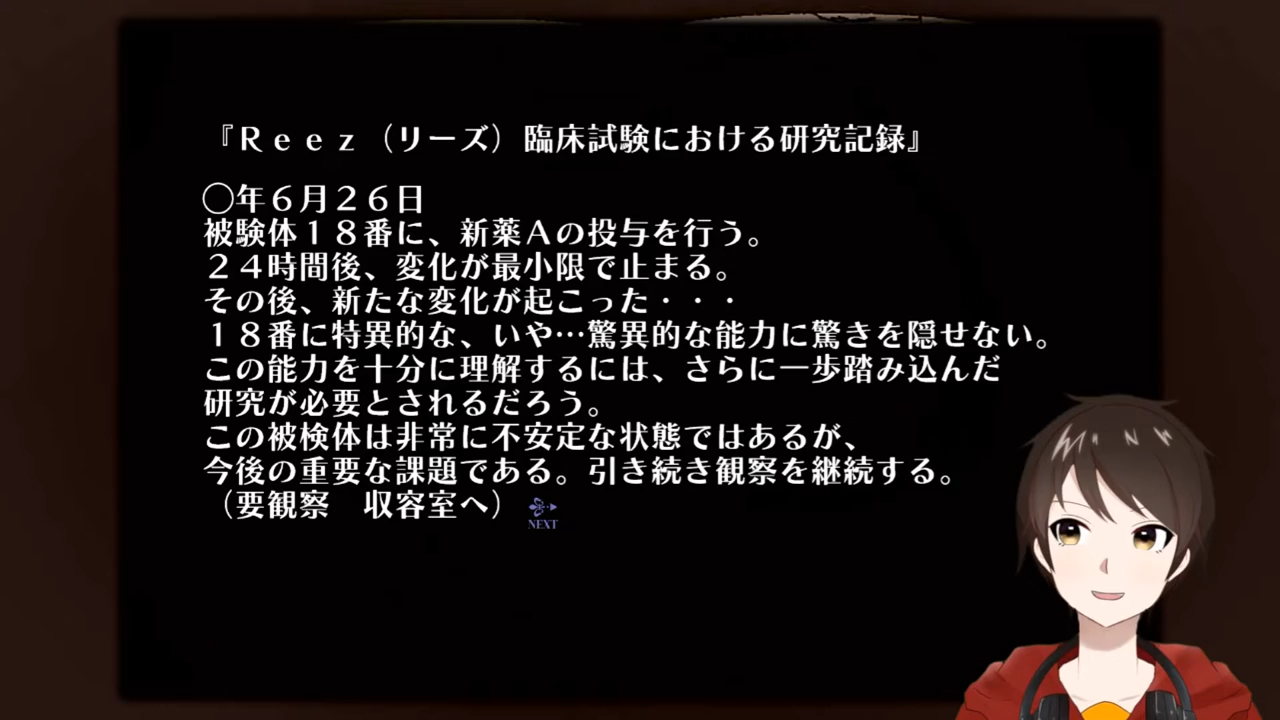 『Ｒｅｅｚ（リーズ）臨床試験における研究記録』
〇年６月２６日
被験体１８番に、新薬Ａの投与を行う。
２４時間後、変化が最小限で止まる。
その後、新たな変化が起こった・・・
１８番に特異的な、いや…驚異的な能力に驚きを隠せない。
この能力を十分に理解するには、さらに一歩踏み込んだ
研究が必要とされるだろう。
この被検体は非常に不安定な状態ではあるが、
今後の重要な課題である。引き続き観察を継続する。
（要観察　収容室へ）
NEXT